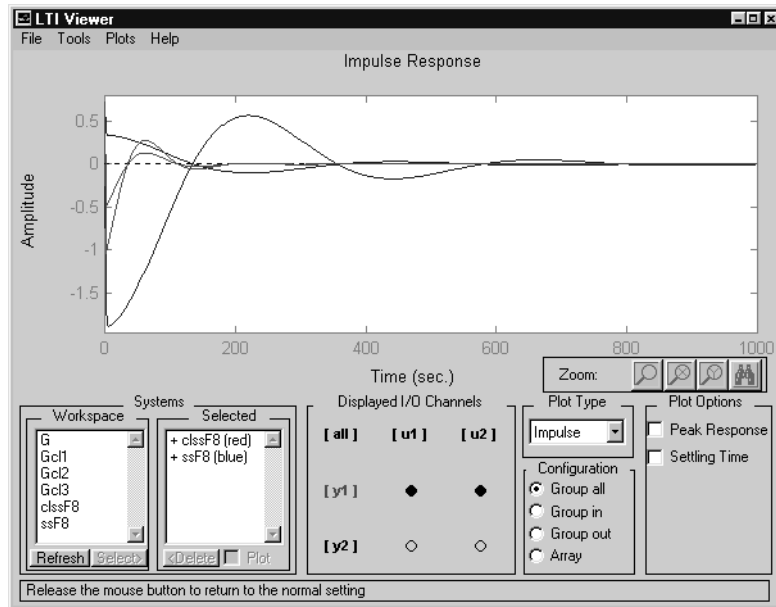 LTI Viewer
File Tools Plots Help
Impulse Response
0.5
0
-0.5
-1
-1.5
Amplitude
0 200 400 600 800 1000
Time (sec.)
Zoom:
Systems
Workspace
G
Gcl1
Gcl2
Gcl3
clssF8
ssF8
Refresh Select>
Selected
+ clssF8 (red)
+ ssF8 (blue)
<Delete Plot
Displayed I/O Channels
[ all ] [ u1 ] [ u2 ]
[ y1 ]
[ y2 ]
Plot Type
Impulse
Configuration
Group all
Group in
Group out
Array
Plot Options
Peak Response
Settling Time
Release the mouse button to return to the normal setting